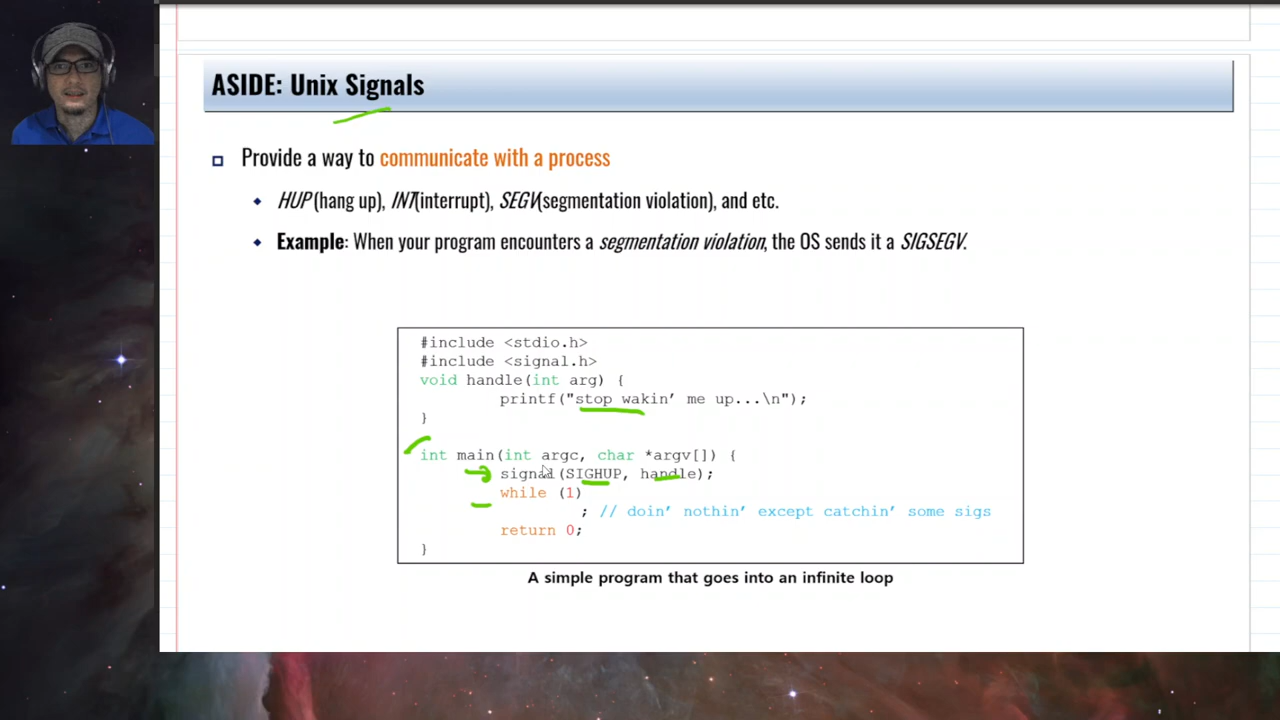 ASIDE: Unix Signals
Provide a way to communicate with a process
HUP(hang up), INT(interrupt), SEGV(segmentation violation), and etc.
Example: When your program encounters a segmentation violation, the OS sends it a SIGSEGV.
#include <stdio.h>
#include <signal.h>
void handle(int arg) {
printf("stop wakin’ me up...\n");
}
int main(int argc, char *argv[]) {
signal(SIGHUP, handle);
while (1)
; // doin’ nothin’ except catchin’ some sigs
return 0;
}
A simple program that goes into an infinite loop